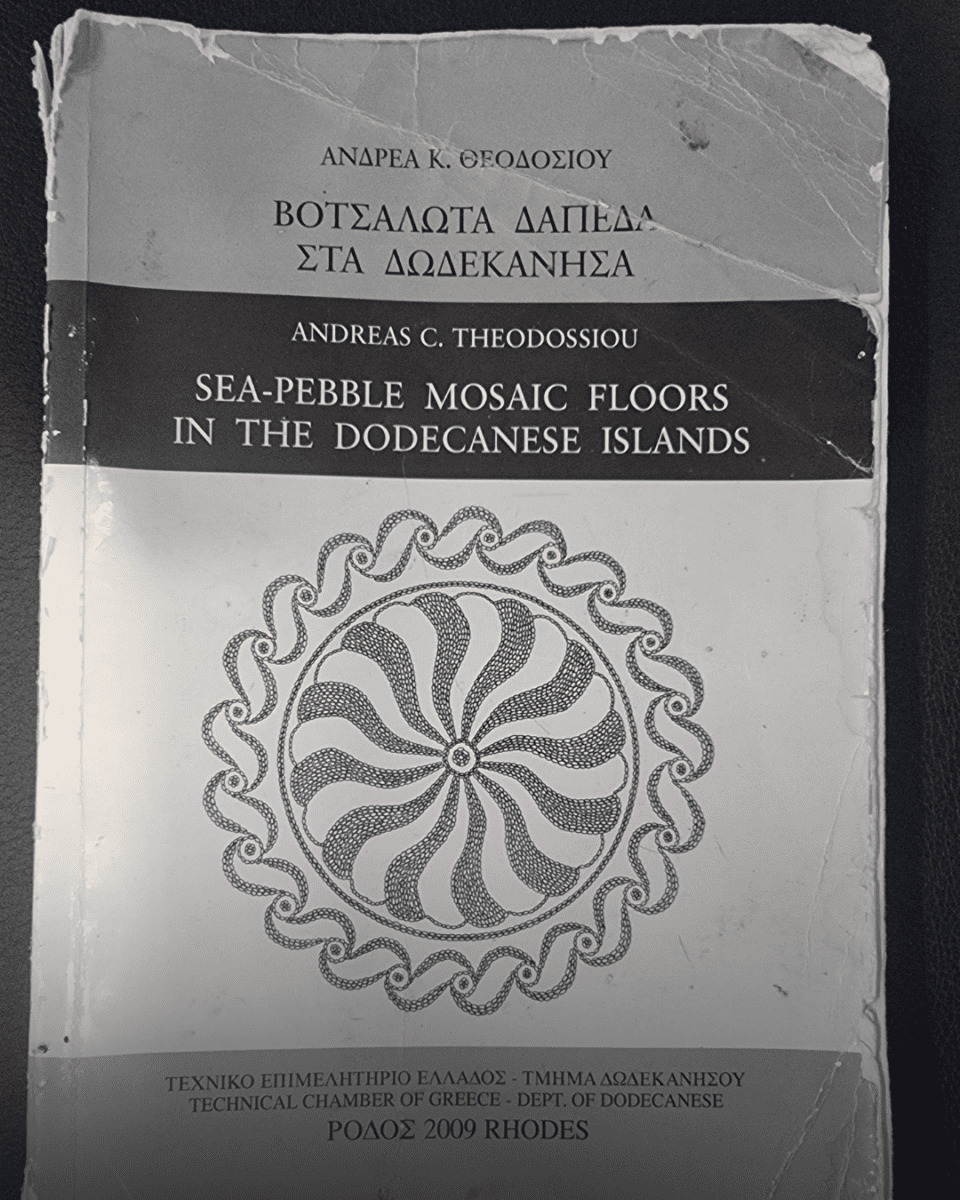 ΑΝΔΡΕΑ Κ. ΘΕΟΔΟΣΙΟΥ
ΒΟΤΣΑΛΩΤΑ ΔΑΠΕΔΑ
ΣΤΑ ΔΩΔΕΚΑΝΗΣΑ
ANDREAS C. THEODOSSIOU
SEA-PEBBLE MOSAIC FLOORS
IN THE DODECANESE ISLANDS
ΤΕΧΝΙΚΟ ΕΠΙΜΕΛΗΤΗΡΙΟ ΕΛΛΑΔΟΣ - ΤΜΗΜΑ ΔΩΔΕΚΑΝΗΣΟΥ
TECHNICAL CHAMBER OF GREECE - DEPT. OF DODECANESE
ΡΟΔΟΣ 2009 RHODES